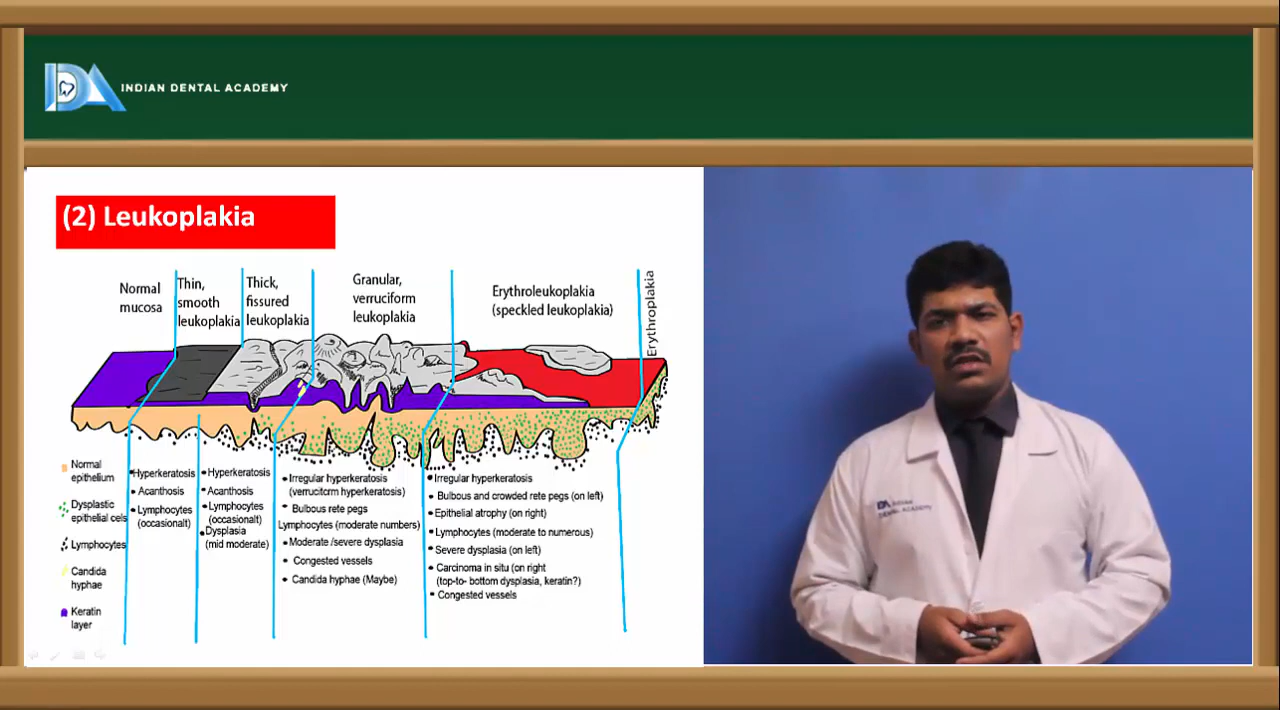 INDIAN DENTAL ACADEMY
(2) Leukoplakia
Normal
mucosa
Thin,
smooth
leukoplakia
Thick,
fissured
leukoplakia
Granular,
verruciform
leukoplakia
Erythroleukoplakia
(speckled leukoplakia)
Erythroplakia
Normal
epithelium
Dysplastic
epithelial cels
Lymphocytes
Candida
hyphae
Keratin
layer
Hyperkeratosis
Acanthosis
Lymphocytes
(occasionalt)
Hyperkeratosis
Acanthosis
Lymphocytes
(occasionalt)
Dysplasia
(mid moderate)
Irregular hyperkeratosis
(verrucitcrm hyperkeratosis)
Bulbous rete pegs
Lymphocytes (moderate numbers)
Moderate /severe dysplasia
Congested vessels
Candida hyphae (Maybe)
Irregular hyperkeratosis
Bulbous and crowded rete pegs (on left)
Epithelial atrophy (on right)
Lymphocytes (moderate to numerous)
Severe dysplasia (on left)
Carcinoma in situ (on right
(top-to- bottom dysplasia, keratin?)
Congested vessels
DENTAL ACADEMY